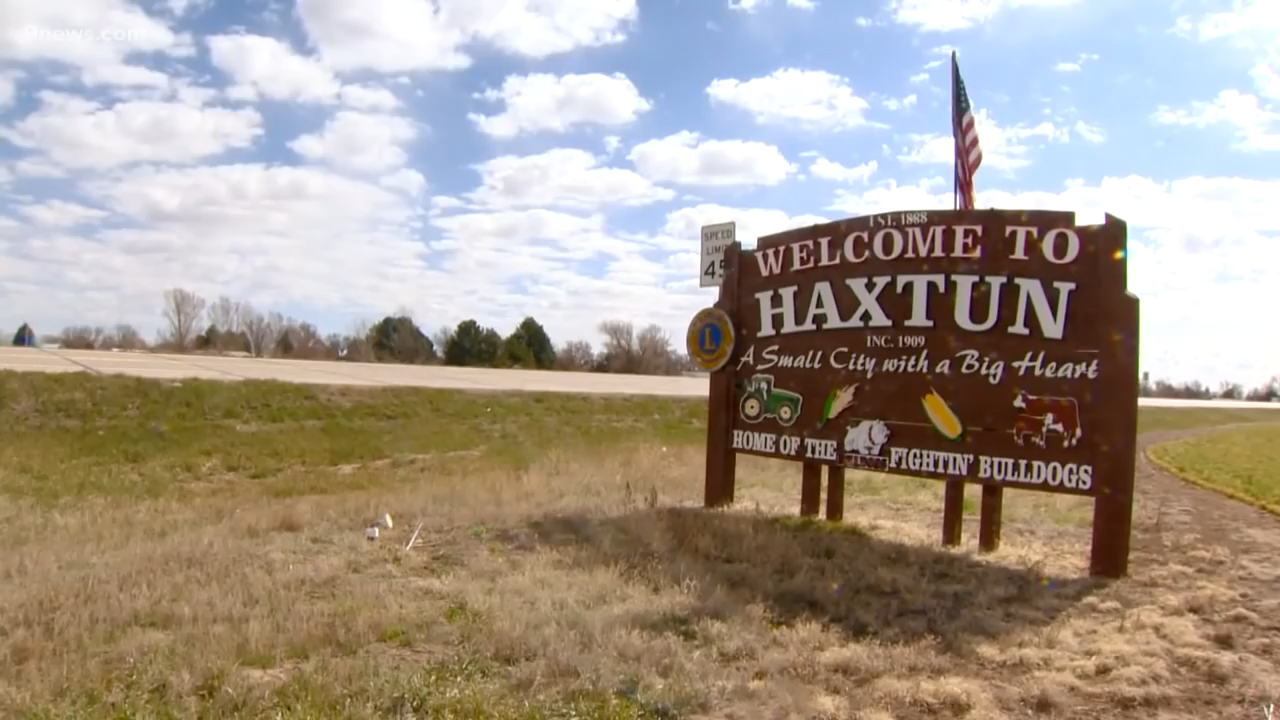 9news.com
EST. 1888
SPEED
LIMIT
45
WELCOME TO
HAXTUN
INC. 1909
L
A Small City with a Big Heart
HOME OF THE
FIGHTIN' BULLDOGS